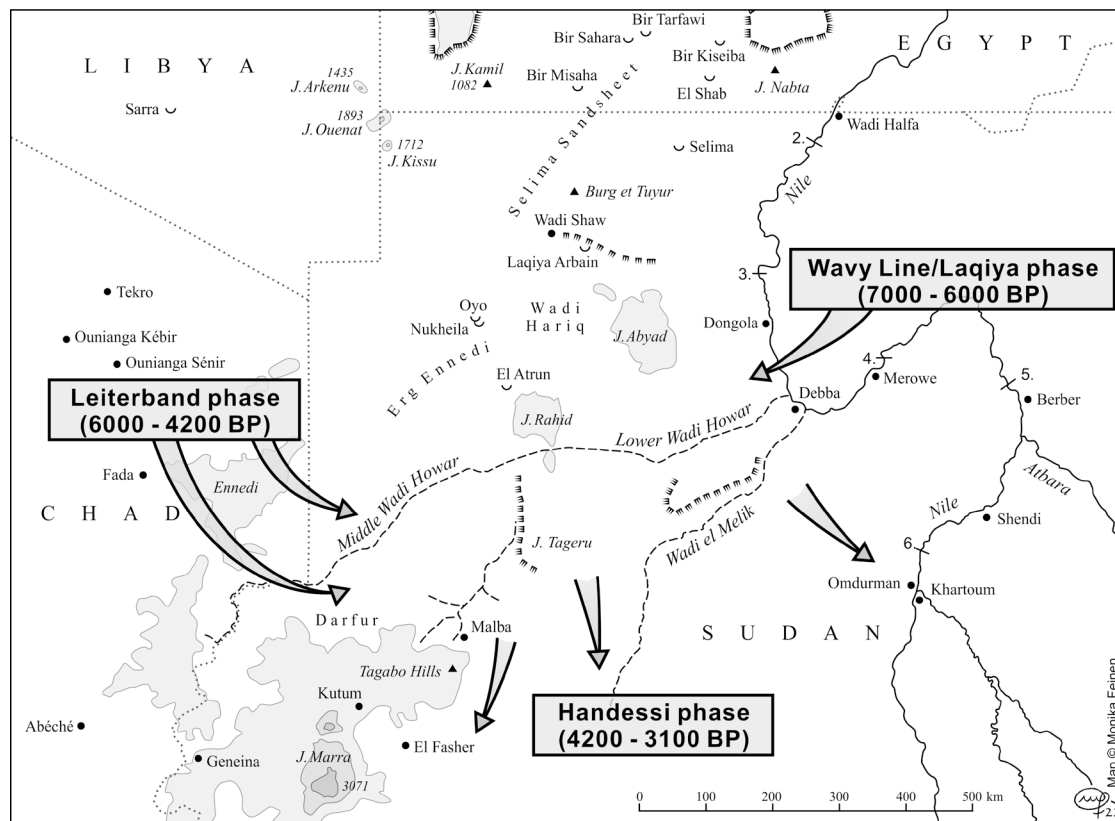 Bir Tarfawi
Bir Sahara
Bir Kiseba
E G Y P T
L I B Y A
1435
J. Arkenu
J. Kamil
1082
Bir Misaha
El Shab
J. Nabta
Sarra
1893
J. Ouenat
1712
J. Kissu
Selima Sandsheet
Selima
Wadi Halfa
2.
Nile
Burg et Tuyur
Wadi Shaw
Laqiya Arbain
3.
Wavy Line/Laqiya phase
(7000 - 6000 BP)
Tekro
Oyo
Nukheila
Wadi
Hariq
J. Abyad
Dongola
Ounianga Kébir
Ounianga Sénir
Erg Ennedi
El Atrun
4.
Merowe
5.
Berber
Debba
Leiterband phase
(6000 - 4200 BP)
J. Rahid
Lower Wadi Howar
Middle Wadi Howar
Fada
Ennedi
C H A D
Wadi el Melik
Atbara
Nile
Shendi
J. Tageru
6.
Omdurman
Khartoum
Darfur
Malba
S U D A N
Tagabo Hills
Kutum
Abéché
Geneina
J. Marra
3071
El Fasher
Handessi phase
(4200 - 3100 BP)
0 100 200 300 400 500 km
Map © Monika Feinen